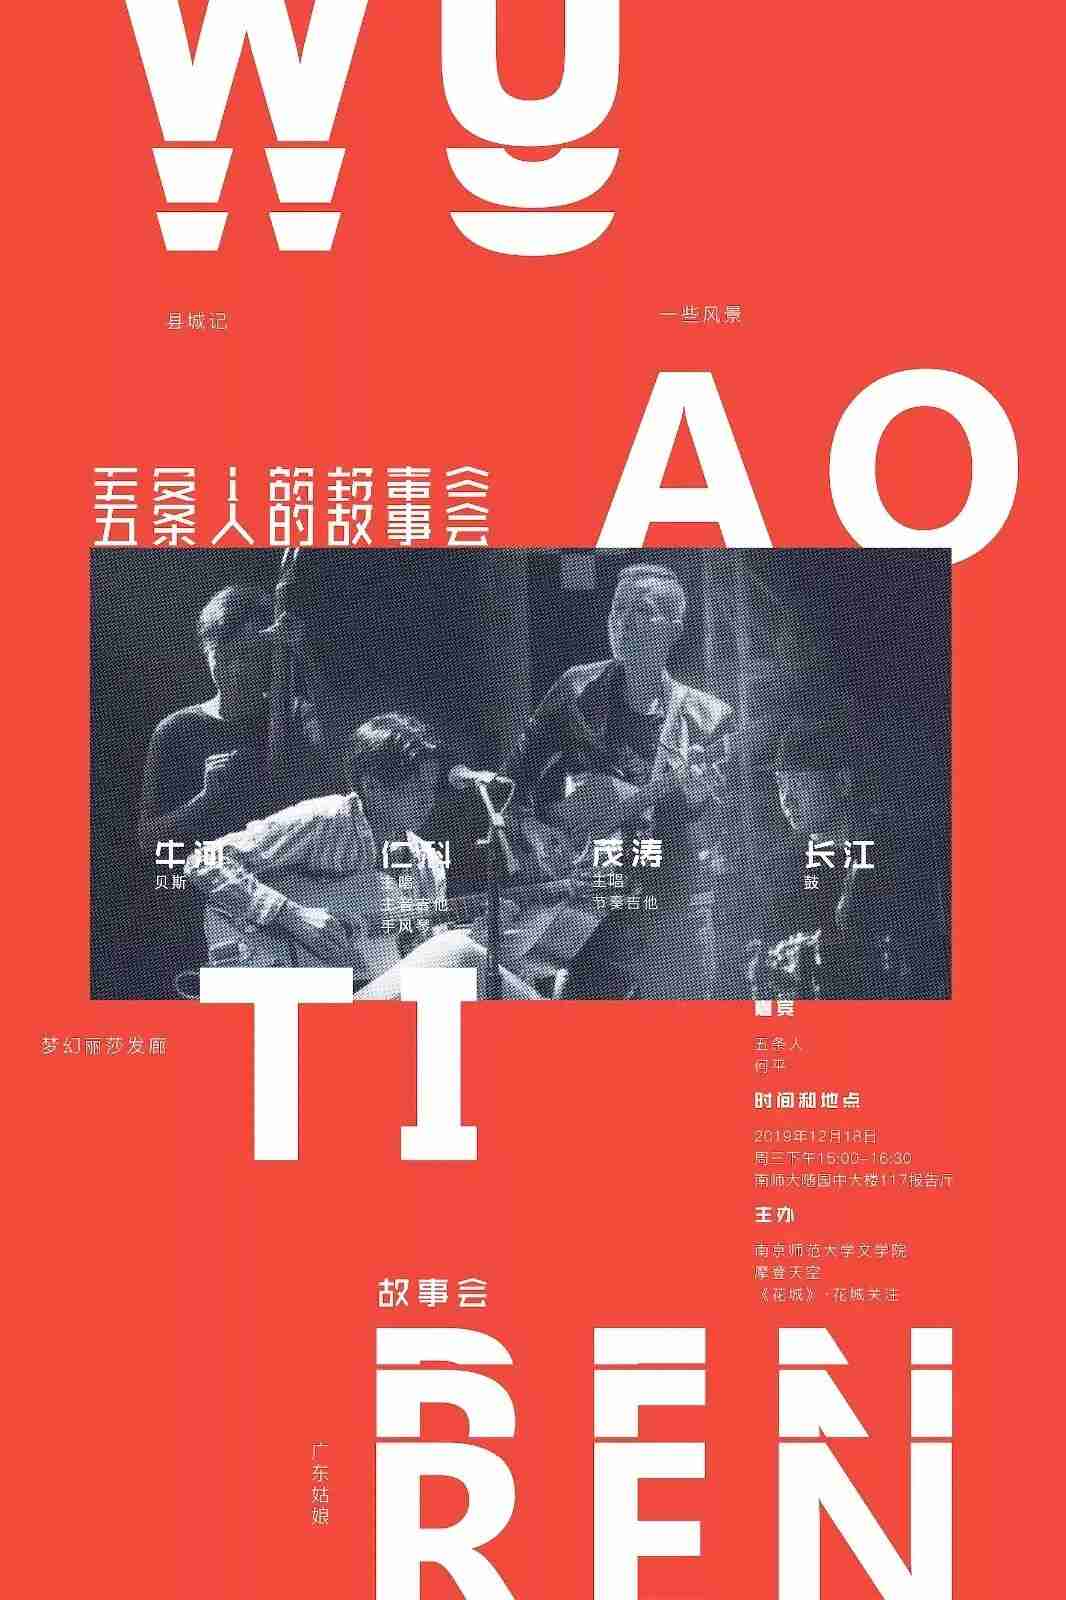 WU
县城记
一些风景
AO
五条人的故事会
五条人的故事会
牛河
贝斯
仁科
主唱
主音吉他
手风琴
茂涛
主唱
节奏吉他
长江
鼓
TI
梦幻丽莎发廊
嘉宾
五条人
何平
时间和地点
2019年12月18日
周三下午15:00-16:30
南师大随园中大楼117报告厅
主办
南京师范大学文学院
摩登天空
《花城》·花城关注
故事会
REN
广东姑娘